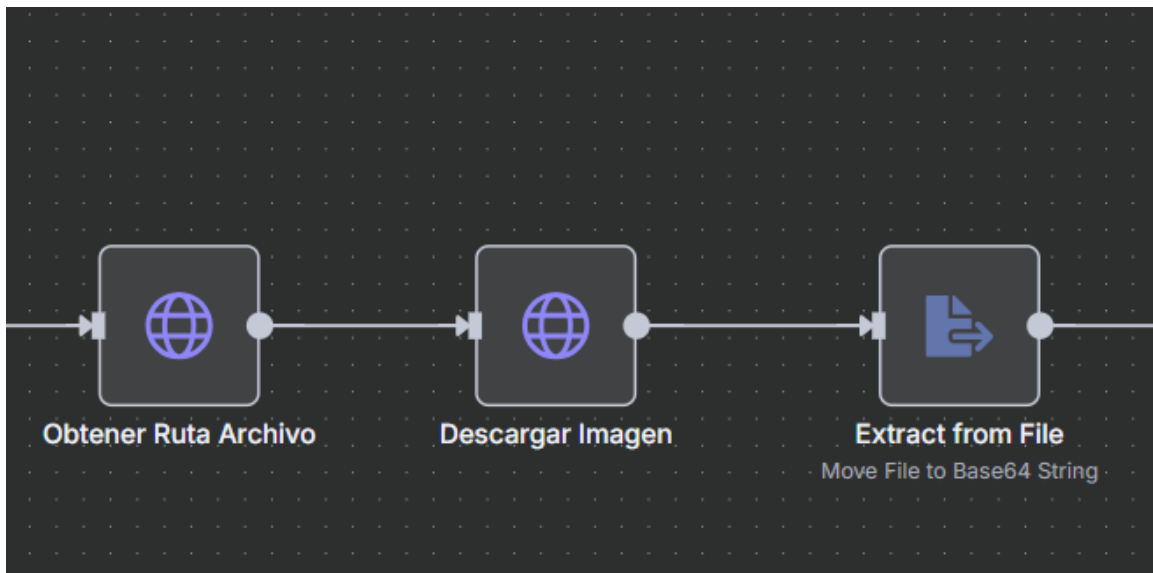 Obtener Ruta Archivo
Descargar Imagen
Extract from File
Move File to Base64 String